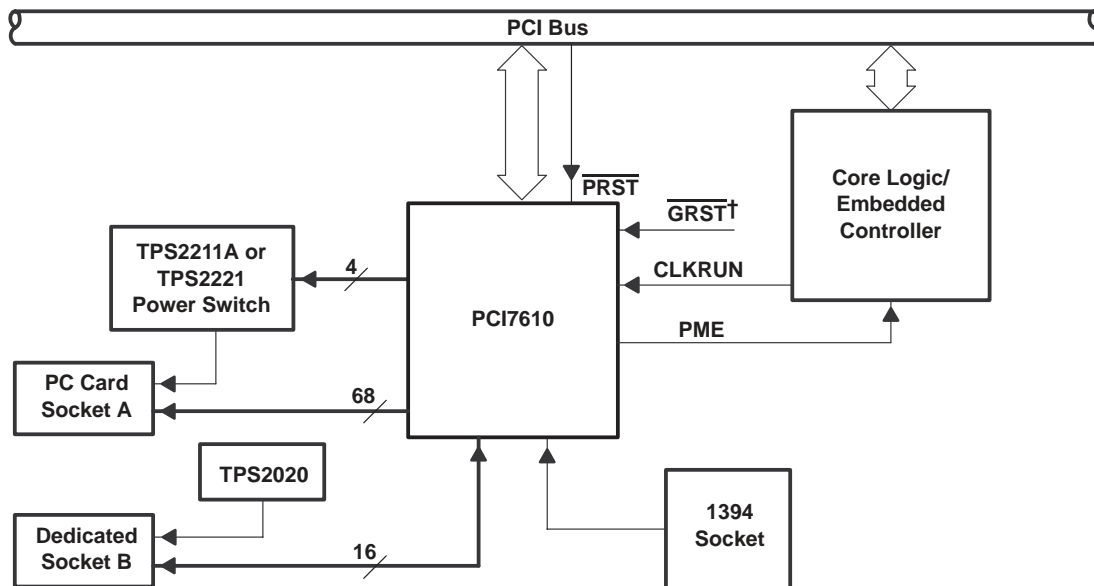 PCI Bus
PRST
GRST†
Core Logic/
Embedded
Controller
TPS2211A or
TPS2221
Power Switch
4
CLKRUN
PCI7610
PME
PC Card
Socket A
68
TPS2020
Dedicated
Socket B
16
1394
Socket